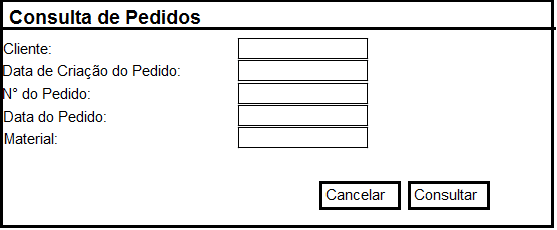 Consulta de Pedidos
Cliente:
Data de Criação do Pedido:
N° do Pedido:
Data do Pedido:
Material:
Cancelar Consultar